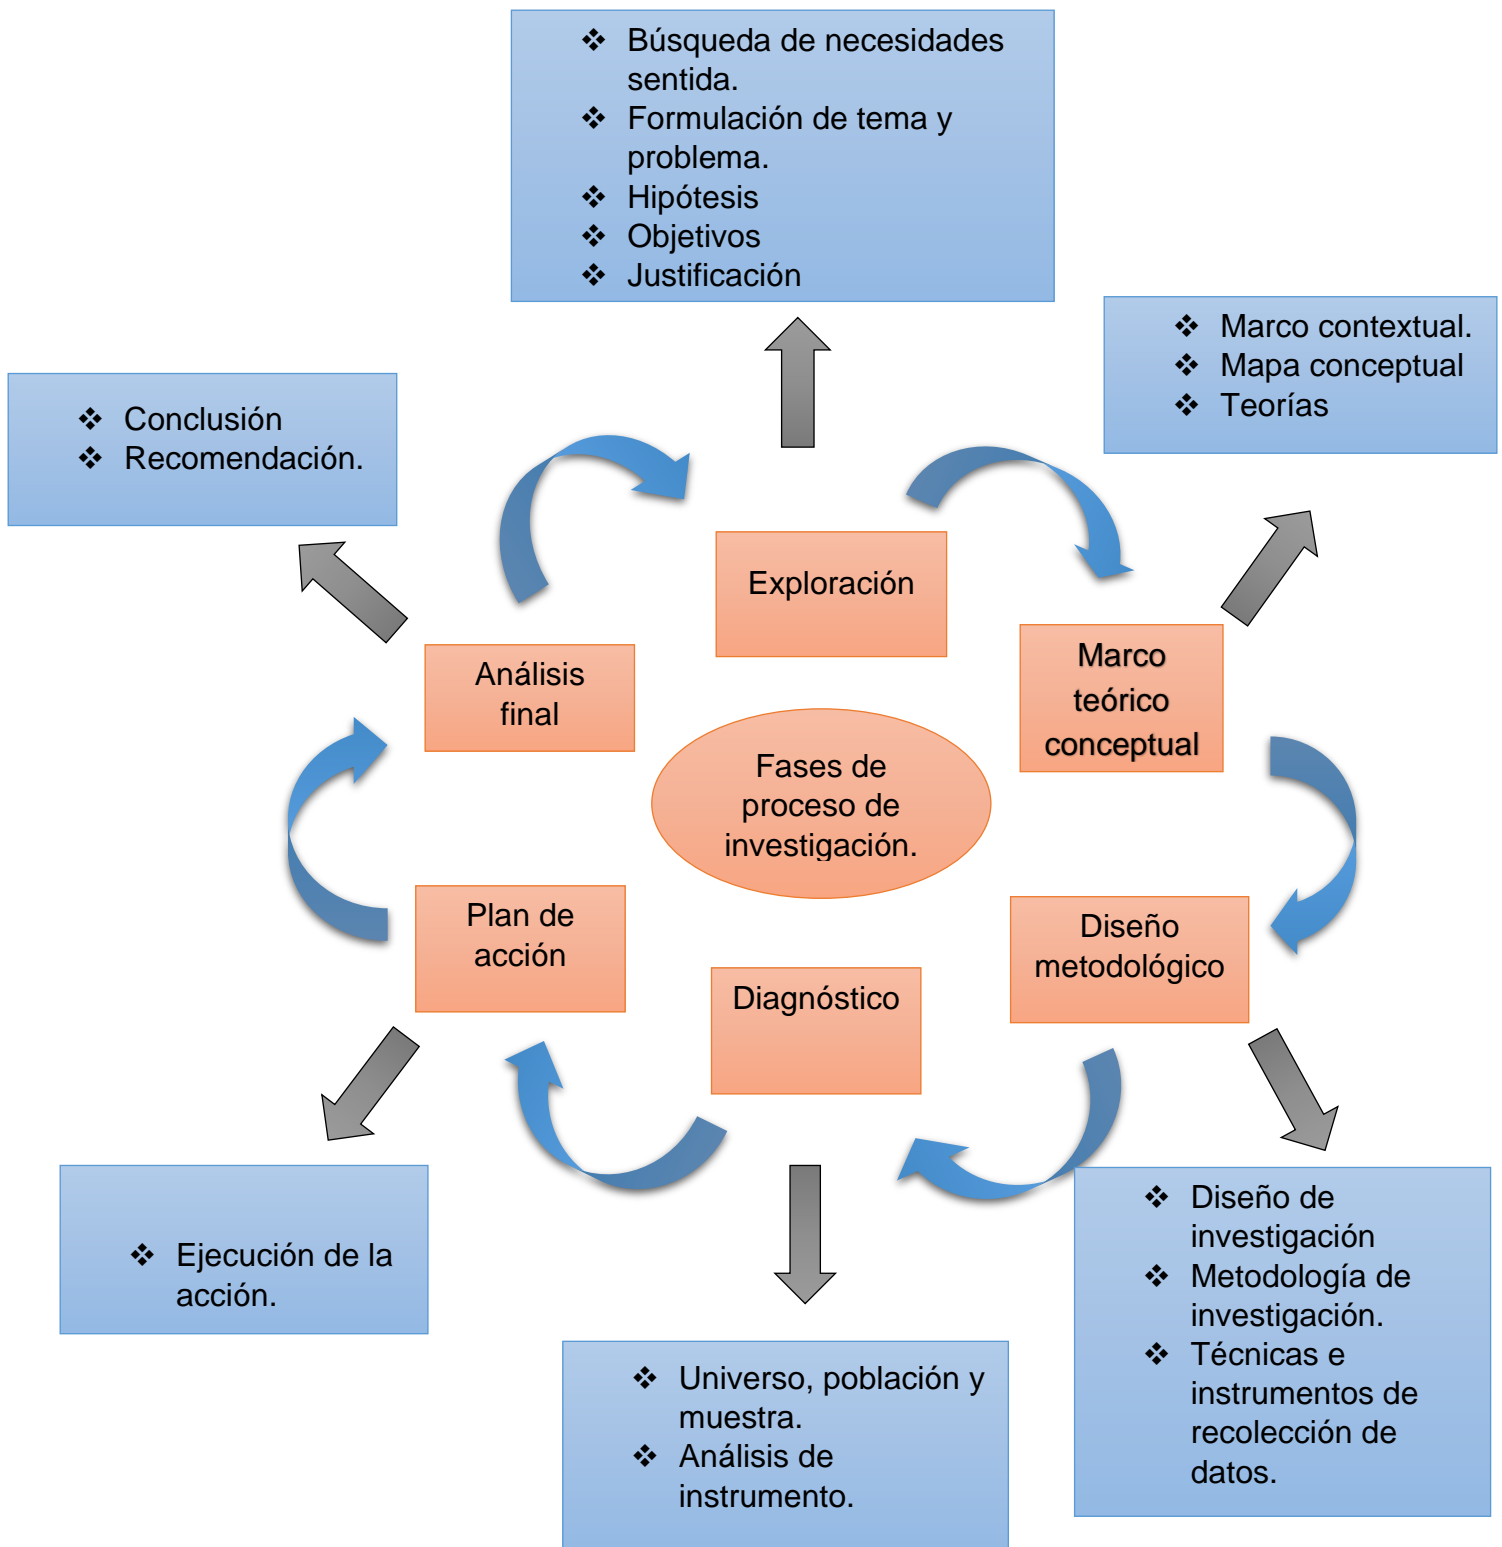 ❖ Búsqueda de necesidades
sentida.
❖ Formulación de tema y
problema.
❖ Hipótesis
❖ Objetivos
❖ Justificación
❖ Marco contextual.
❖ Mapa conceptual
❖ Teorías
❖ Conclusión
❖ Recomendación.
Exploración
Marco
teórico
conceptual
Análisis
final
Fases de
proceso de
investigación.
Plan de
acción
Diseño
metodológico
Diagnóstico
❖ Ejecución de la
acción.
❖ Diseño de
investigación
❖ Metodología de
investigación.
❖ Técnicas e
instrumentos de
recolección de
datos.
❖ Universo, población y
muestra.
❖ Análisis de
instrumento.